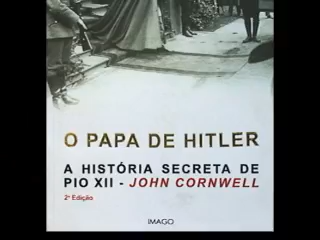 O PAPA DE HITLER
A HISTÓRIA SECRETA DE
PIO XII - JOHN CORNWELL
2ª Edição
IMAGO